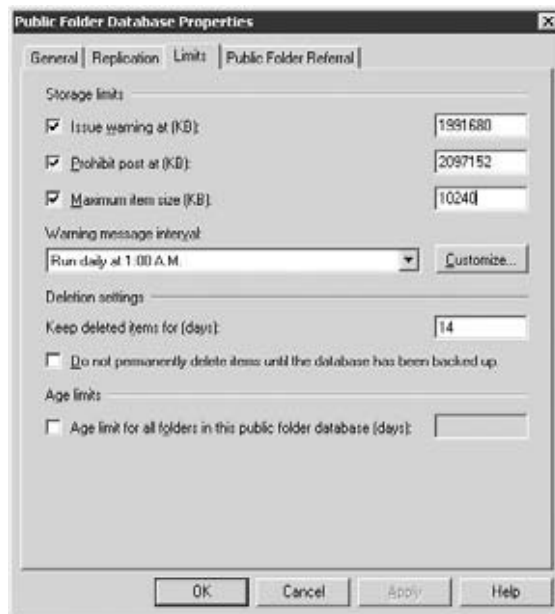 Public Folder Database Properties
General Replication Limits Public Folder Referral
Storage limits
Issue warning at (KB): 1991680
Prohibit post at (KB): 2097152
Maximum item size (KB): 10240
Warning message interval:
Run daily at 1:00 A.M. Customize...
Deletion settings
Keep deleted items for (days): 14
Do not permanently delete items until the database has been backed up
Age limits
Age limit for all folders in this public folder database (days):
OK Cancel Apply Help